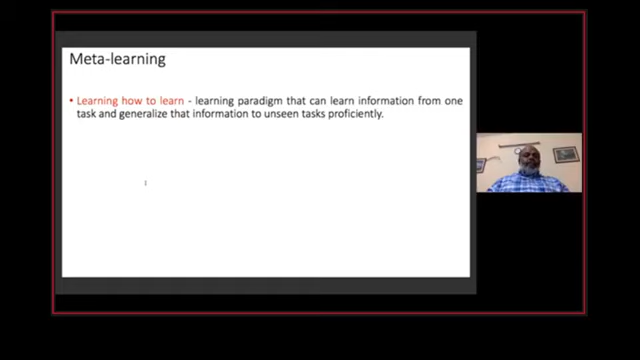 Meta-learning
• Learning how to learn - learning paradigm that can learn information from one
task and generalize that information to unseen tasks proficiently.